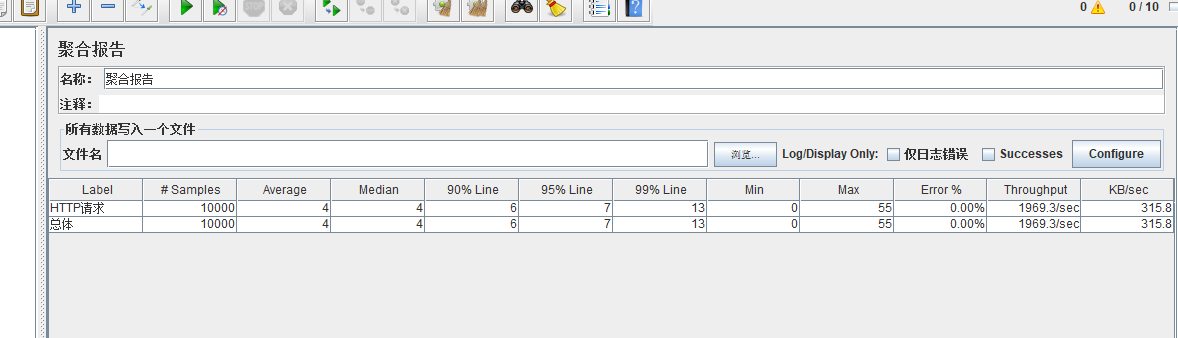 0 0 / 10
聚合报告
名称： 聚合报告
注释：
所有数据写入一个文件
文件名 浏览... Log/Display Only: 仅日志错误 Successes Configure
Label # Samples Average Median 90% Line 95% Line 99% Line Min Max Error % Throughput KB/sec
HTTP请求 10000 4 4 6 7 13 0 55 0.00% 1969.3/sec 315.8
总体 10000 4 4 6 7 13 0 55 0.00% 1969.3/sec 315.8